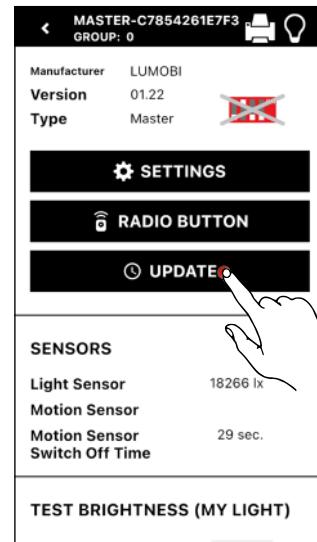 MASTER-C7854261E7F3
GROUP: 0
Manufacturer LUMOBI
Version 01.22
Type Master
SETTINGS
RADIO BUTTON
UPDATE
SENSORS
Light Sensor 18266 lx
Motion Sensor
Motion Sensor 29 sec.
Switch Off Time
TEST BRIGHTNESS (MY LIGHT)